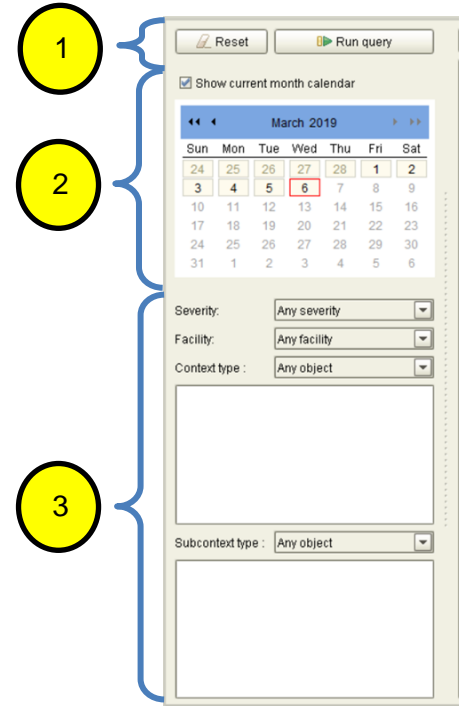 1
Reset Run query
Show current month calendar
2
March 2019
Sun Mon Tue Wed Thu Fri Sat
24 25 26 27 28 1 2
3 4 5 6 7 8 9
10 11 12 13 14 15 16
17 18 19 20 21 22 23
24 25 26 27 28 29 30
31 1 2 3 4 5 6
3
Severity: Any severity
Facility: Any facility
Context type : Any object
Subcontext type : Any object